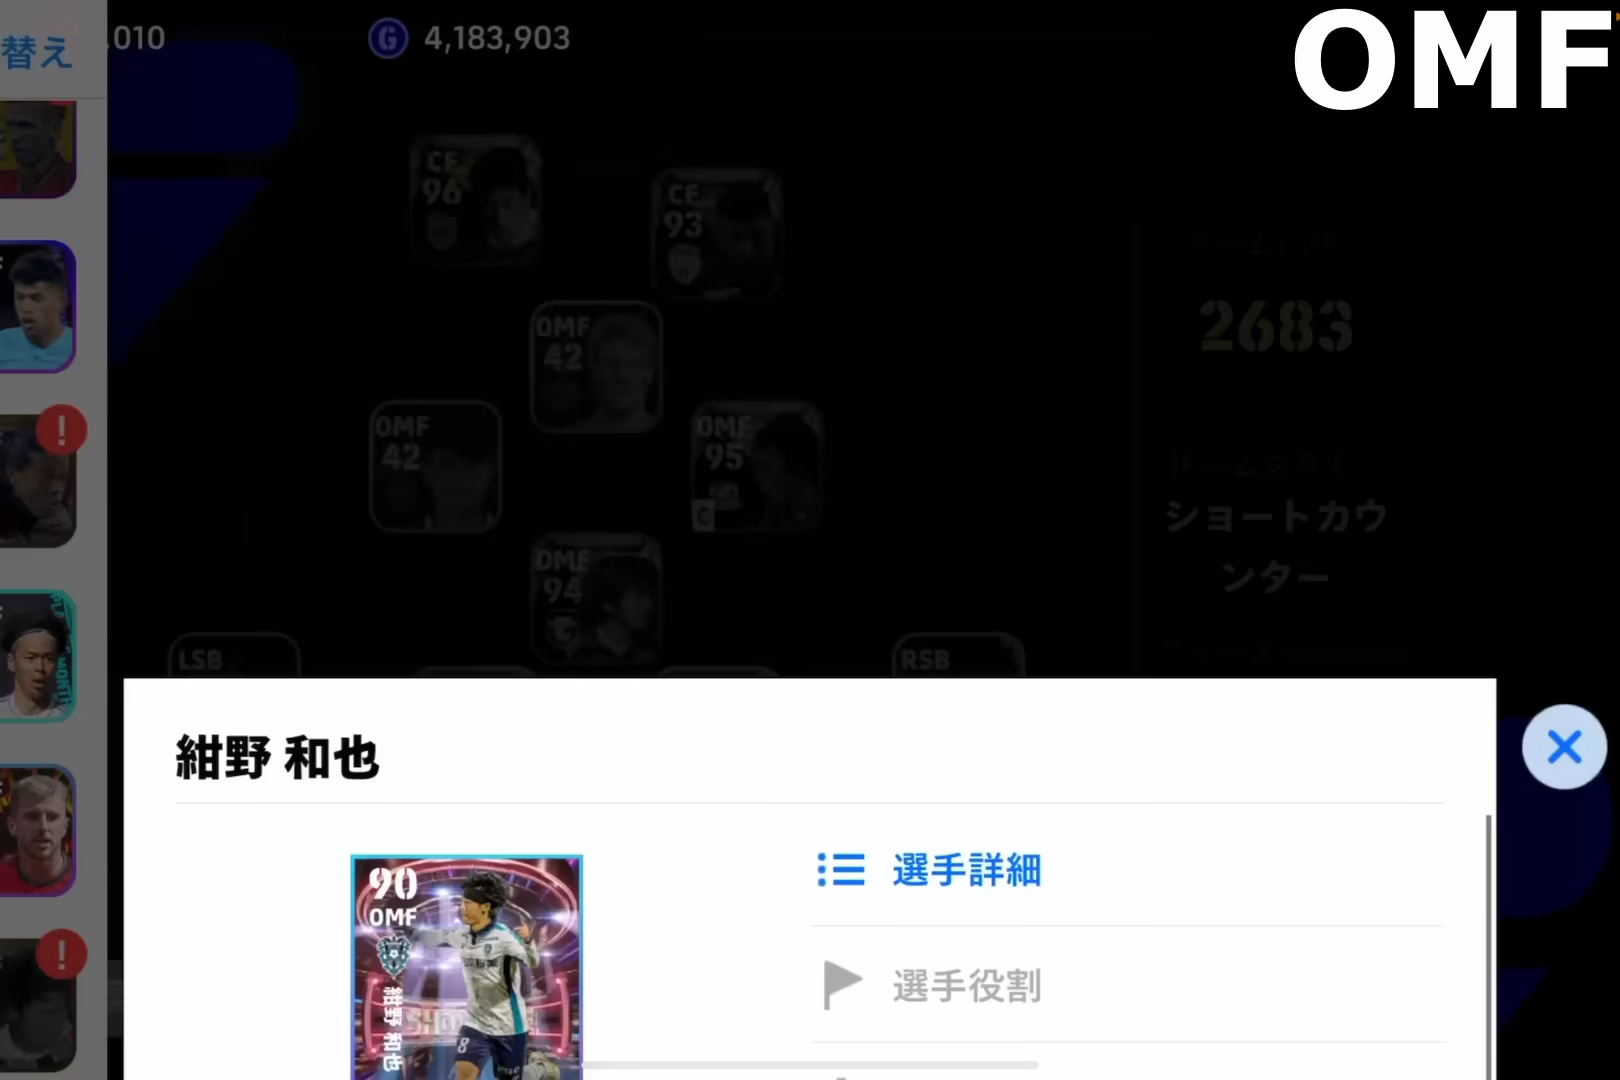 OMF
替え
.010
4,183,903
CF
96
CF
93
OMF
42
2683
OMF
42
OMF
95
ショートカウ
ンター
DMF
94
LSB
RSB
紺野 和也
選手詳細
90
OMF
選手役割
紺野 和也
8